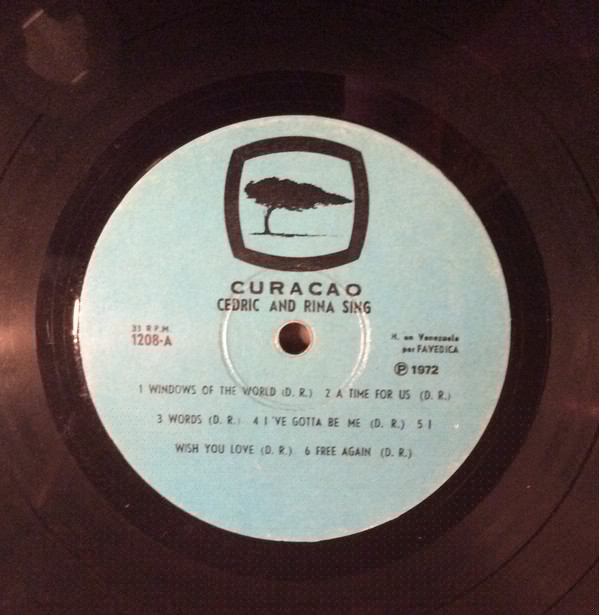 CURACAO
CEDRIC AND RINA SING
33 R.P.M.
1208-A
H. en Venezuela
por FAVEDICA
Ⓟ 1972
1 WINDOWS OF THE WORLD (D. R.) 2 A TIME FOR US (D. R.)
3 WORDS (D. R.) 4 I 'VE GOTTA BE ME (D. R.) 5 I
WISH YOU LOVE (D. R.) 6 FREE AGAIN (D. R.)